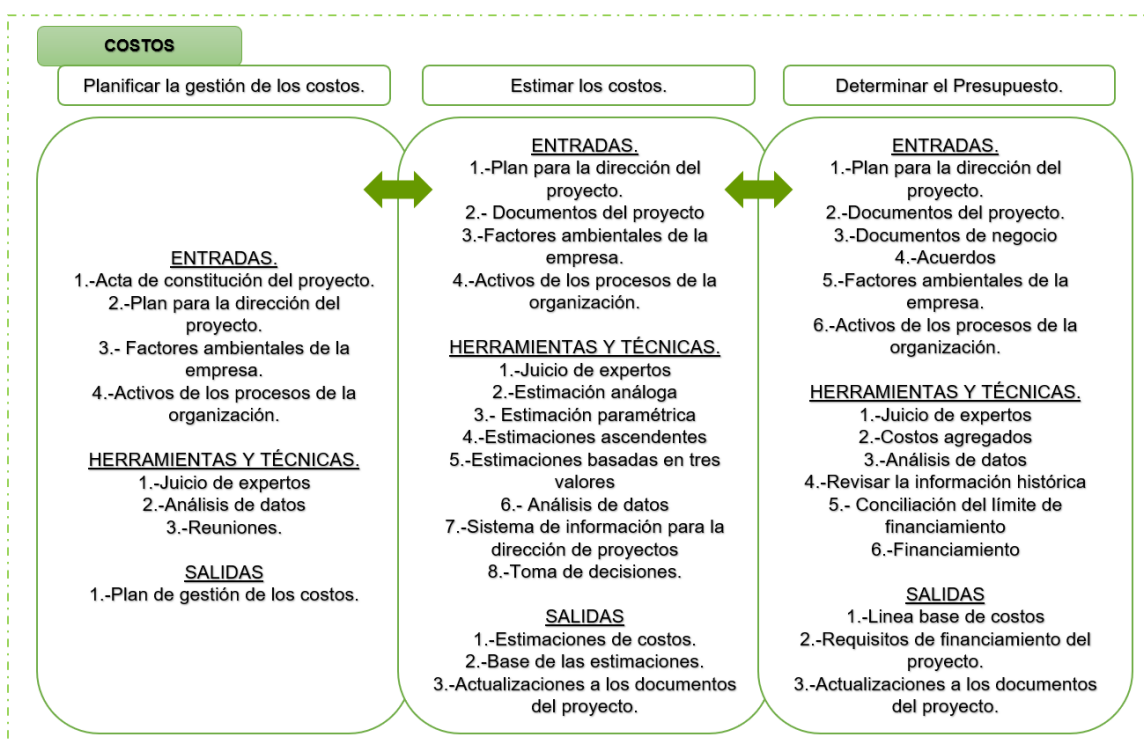 COSTOS
Planificar la gestión de los costos.
ENTRADAS.
1.-Acta de constitución del proyecto.
2.-Plan para la dirección del
proyecto.
3.- Factores ambientales de la
empresa.
4.-Activos de los procesos de la
organización.
HERRAMIENTAS Y TÉCNICAS.
1.-Juicio de expertos
2.-Análisis de datos
3.-Reuniones.
SALIDAS
1.-Plan de gestión de los costos.
Estimar los costos.
ENTRADAS.
1.-Plan para la dirección del
proyecto.
2.- Documentos del proyecto
3.-Factores ambientales de la
empresa.
4.-Activos de los procesos de la
organización.
HERRAMIENTAS Y TÉCNICAS.
1.-Juicio de expertos
2.-Estimación análoga
3.- Estimación paramétrica
4.-Estimaciones ascendentes
5.-Estimaciones basadas en tres
valores
6.- Análisis de datos
7.-Sistema de información para la
dirección de proyectos
8.-Toma de decisiones.
SALIDAS
1.-Estimaciones de costos.
2.-Base de las estimaciones.
3.-Actualizaciones a los documentos
del proyecto.
Determinar el Presupuesto.
ENTRADAS.
1.-Plan para la dirección del
proyecto.
2.-Documentos del proyecto.
3.-Documentos de negocio
4.-Acuerdos
5.-Factores ambientales de la
empresa.
6.-Activos de los procesos de la
organización.
HERRAMIENTAS Y TÉCNICAS.
1.-Juicio de expertos
2.-Costos agregados
3.-Análisis de datos
4.-Revisar la información histórica
5.- Conciliación del límite de
financiamiento
6.-Financiamiento
SALIDAS
1.-Linea base de costos
2.-Requisitos de financiamiento del
proyecto.
3.-Actualizaciones a los documentos
del proyecto.